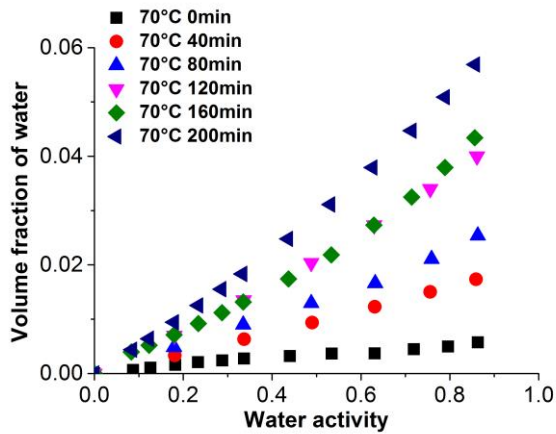 70°C 0min
70°C 40min
70°C 80min
70°C 120min
70°C 160min
70°C 200min
Volume fraction of water
0.06
0.04
0.02
0.00
0.0 0.2 0.4 0.6 0.8 1.0
Water activity